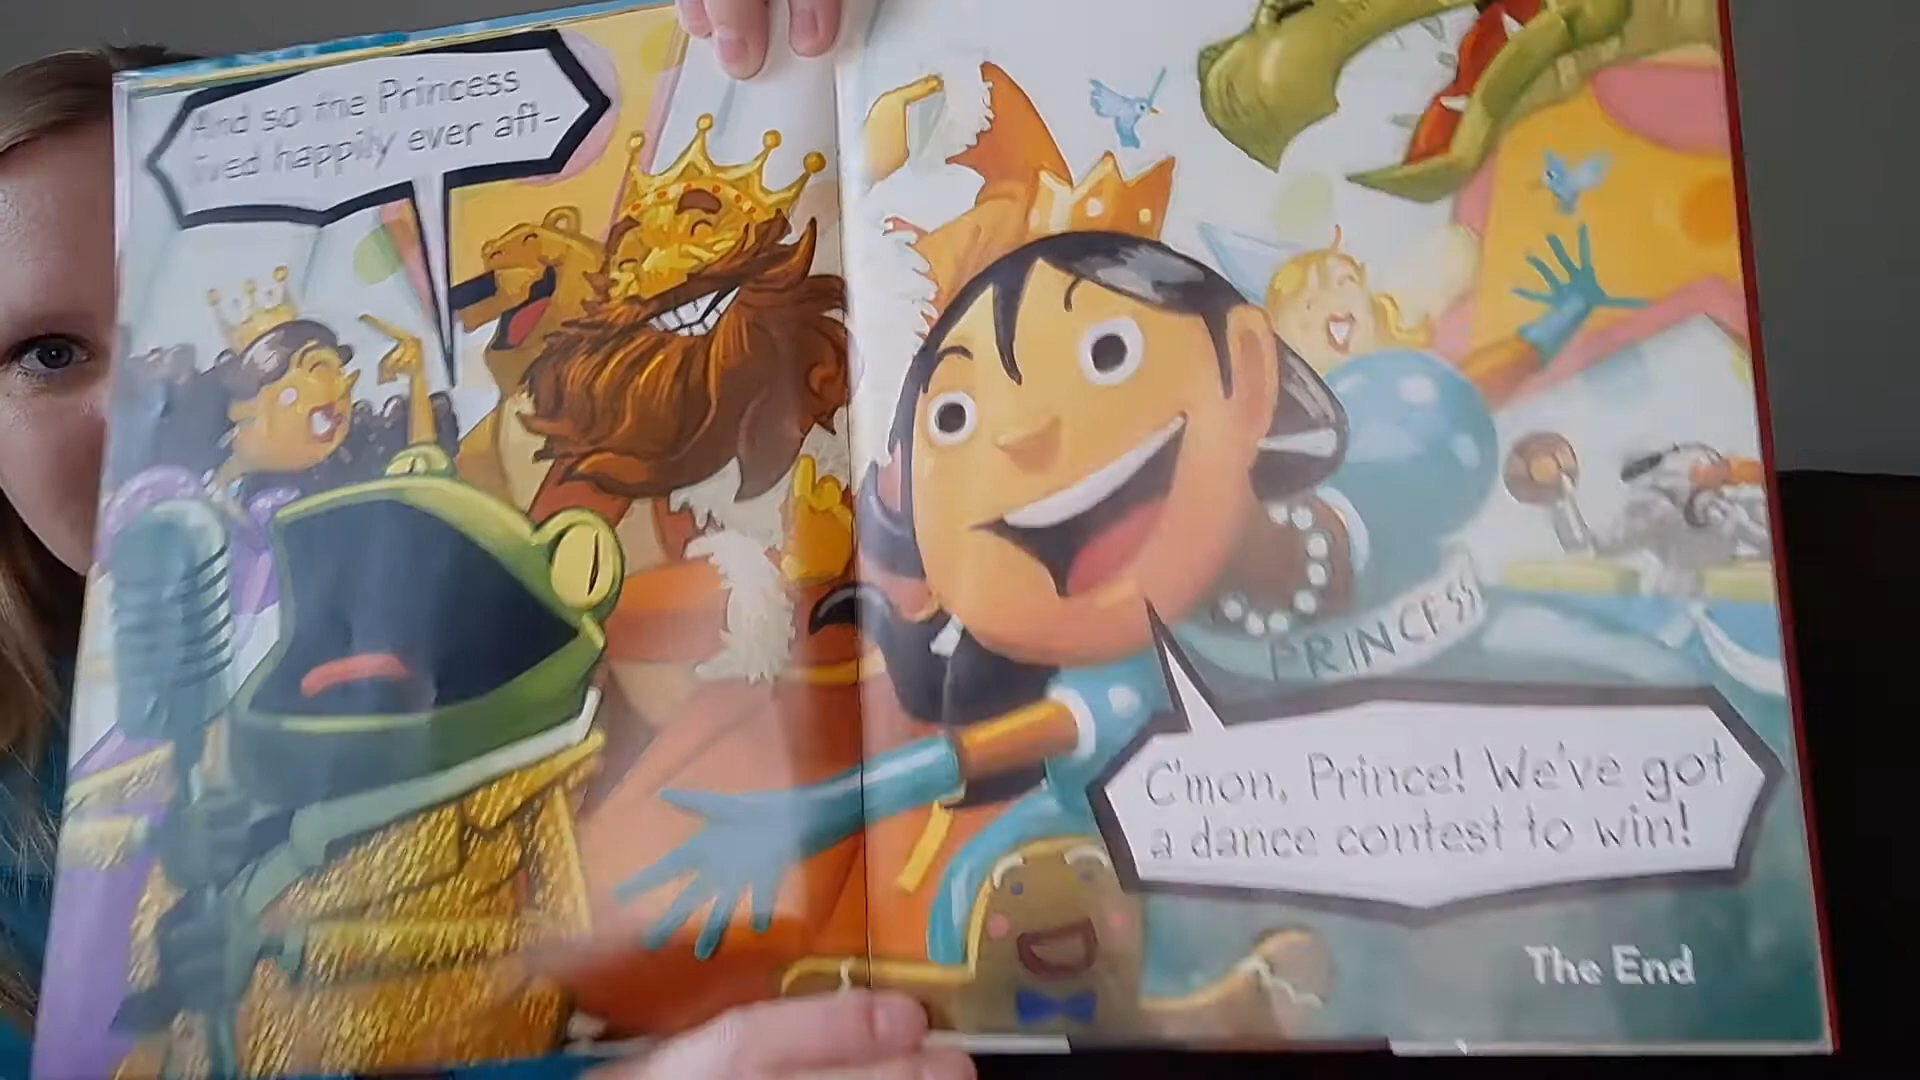 And so the Princess
lived happily ever aft-
PRINCESS
C'mon, Prince! We've got
a dance contest to win!
The End